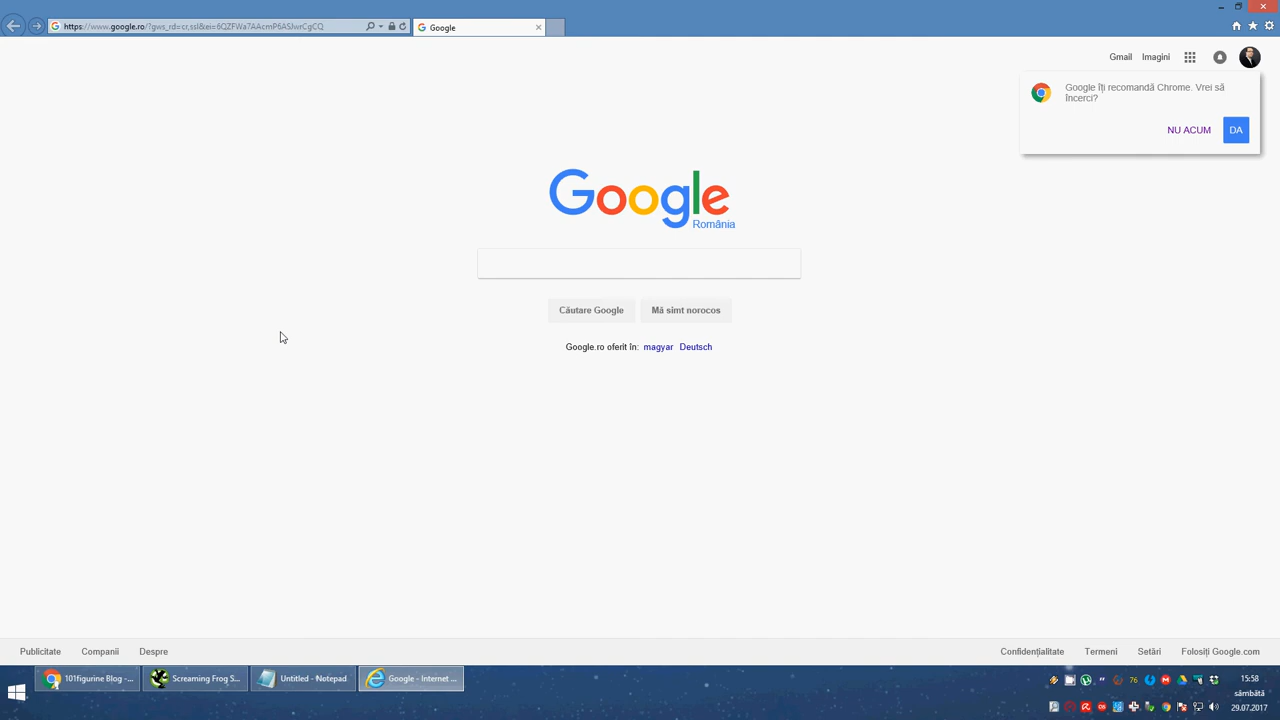 https://www.google.ro/?gws_rd=cr,ssl&ei=6QZFWa7AAcmP6ASJwrCgCQ
Google
Gmail Imagini
Google îți recomandă Chrome. Vrei să
încerci?
NU ACUM DA
Google
România
Căutare Google Mă simt norocos
Google.ro oferit în: magyar Deutsch
Publicitate Companii Despre Confidențialitate Termeni Setări Folosiți Google.com
101figurine Blog -... Screaming Frog S... Untitled - Notepad Google - Internet ...
76
15:58
sâmbătă
29.07.2017